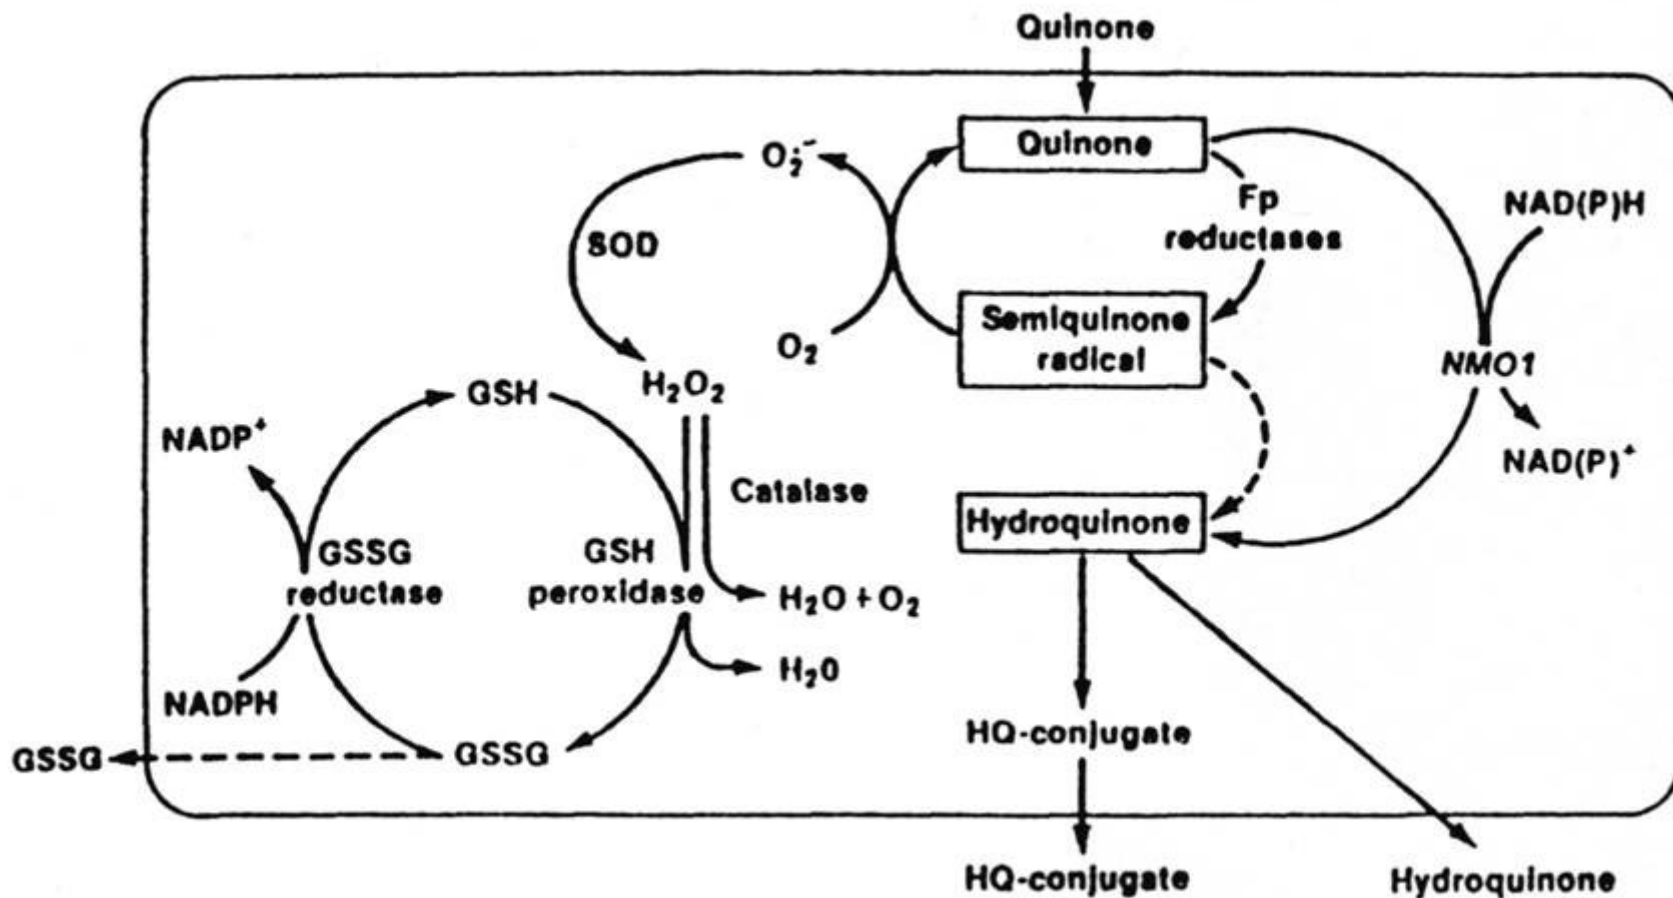 Quinone
Quinone
O₂·⁻
Fp
reductases
NAD(P)H
SOD
Semiquinone
radical
O₂
NMO1
H₂O₂
GSH
NADP⁺
NAD(P)⁺
Catalase
Hydroquinone
GSSG
reductase
GSH
peroxidase
H₂O + O₂
H₂0
NADPH
HQ-conjugate
GSSG
GSSG
HQ-conjugate
Hydroquinone